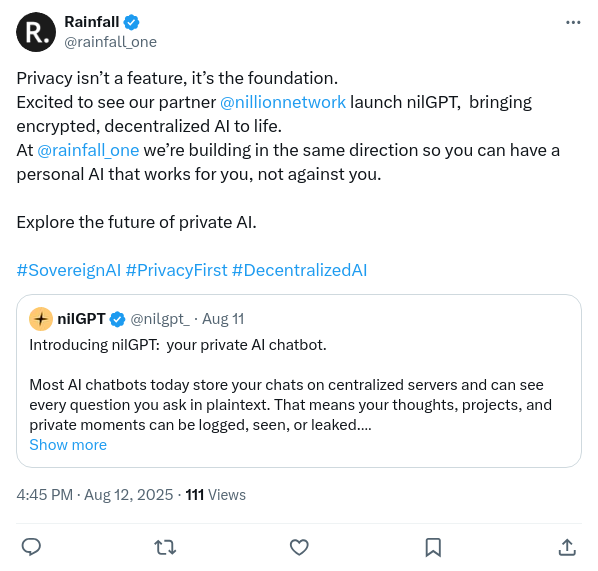 R.
Rainfall
@rainfall_one
Privacy isn’t a feature, it’s the foundation.
Excited to see our partner @nillionnetwork launch nilGPT,  bringing
encrypted, decentralized AI to life.
At @rainfall_one we’re building in the same direction so you can have a
personal AI that works for you, not against you.
Explore the future of private AI.
#SovereignAI #PrivacyFirst #DecentralizedAI
nilGPT @nilgpt_ · Aug 11
Introducing nilGPT:  your private AI chatbot.
Most AI chatbots today store your chats on centralized servers and can see
every question you ask in plaintext. That means your thoughts, projects, and
private moments can be logged, seen, or leaked....
Show more
4:45 PM · Aug 12, 2025 · 111 Views